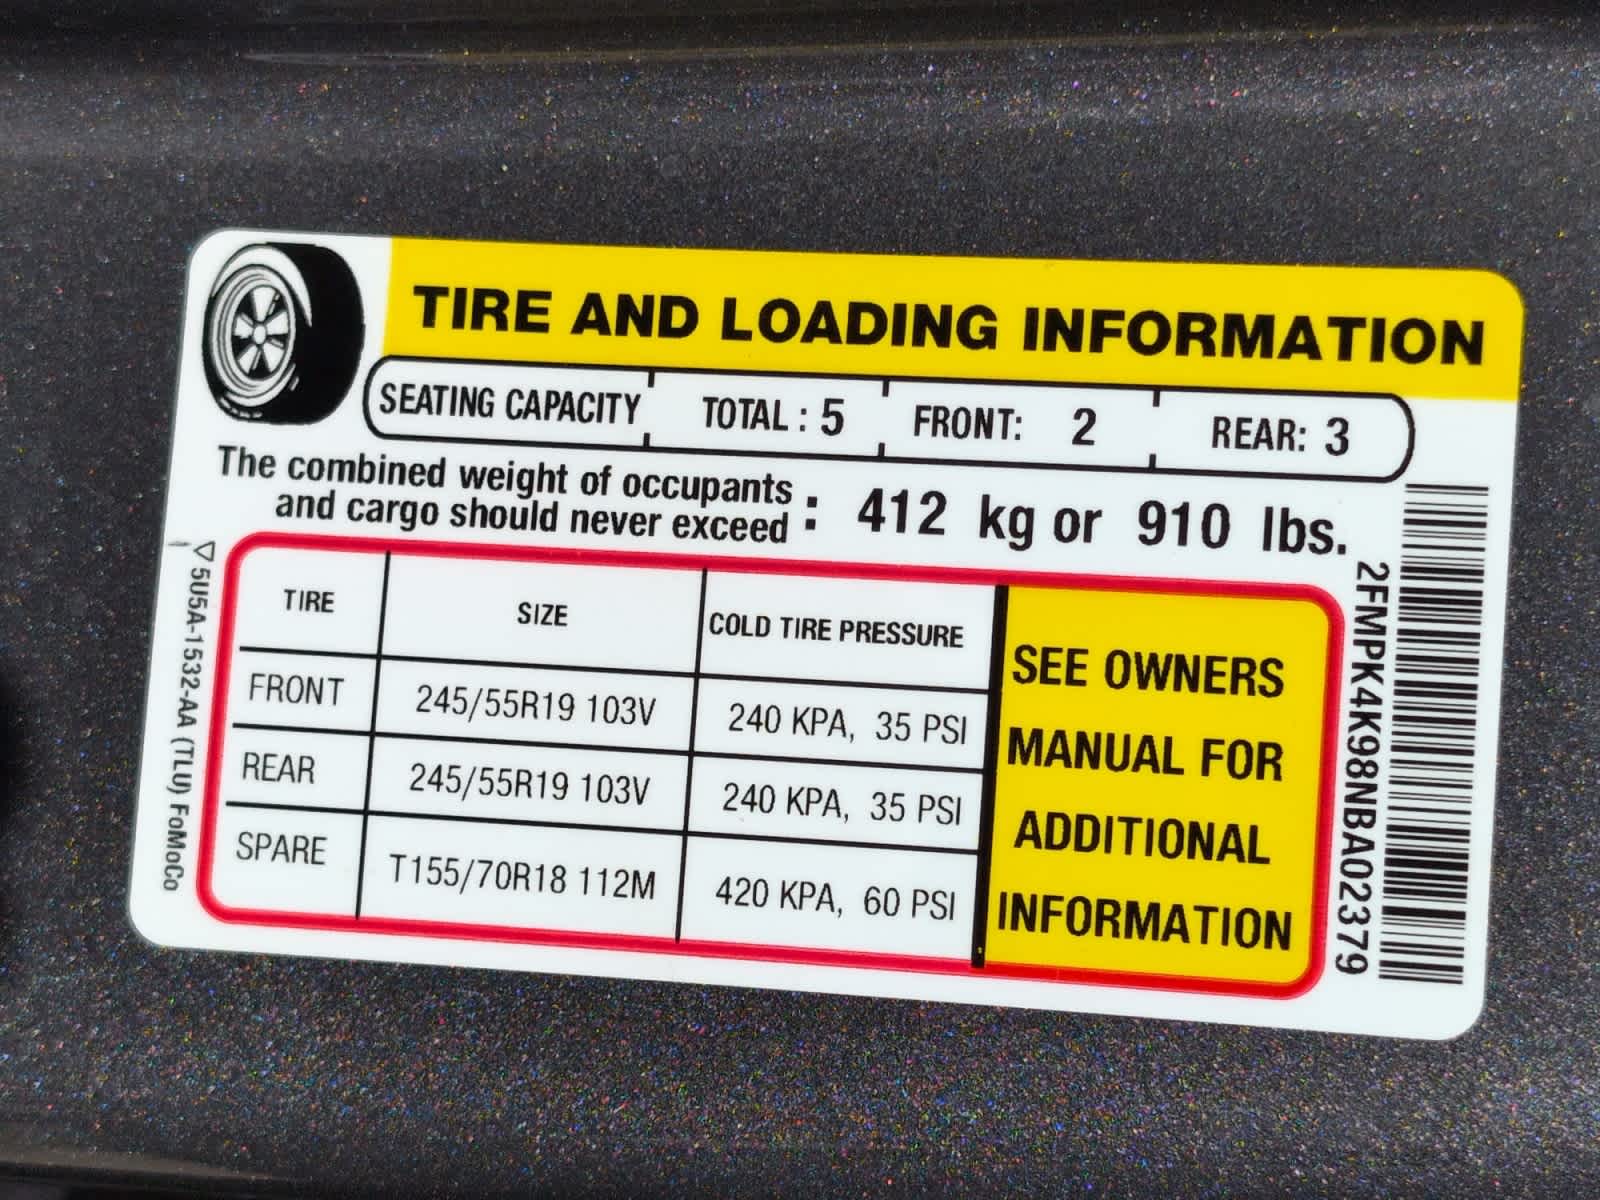 TIRE AND LOADING INFORMATION
SEATING CAPACITY TOTAL : 5 FRONT: 2 REAR: 3
The combined weight of occupants
and cargo should never exceed : 412 kg or 910 lbs.
TIRE SIZE COLD TIRE PRESSURE
FRONT 245/55R19 103V 240 KPA, 35 PSI
REAR 245/55R19 103V 240 KPA, 35 PSI
SPARE T155/70R18 112M 420 KPA, 60 PSI
SEE OWNERS
MANUAL FOR
ADDITIONAL
INFORMATION
5U5A-1532-AA (TLU) FoMoCo
2FMPK4K98NBA02379